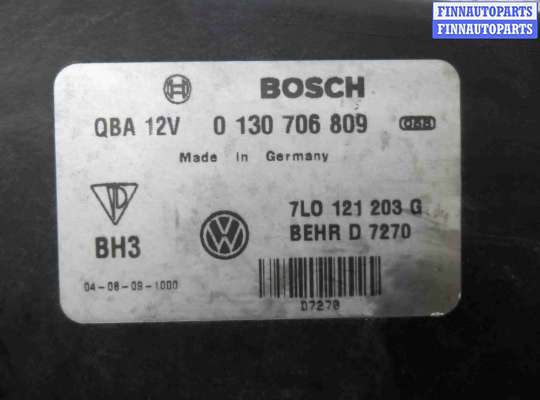 FINNAUTOPARTS
FINNAUTOPARTS
BOSCH
QBA 12V 0 130 706 809
Made in Germany
7L0 121 203 G
BH3
BEHR D 7270
04-08-09-1000
D7270